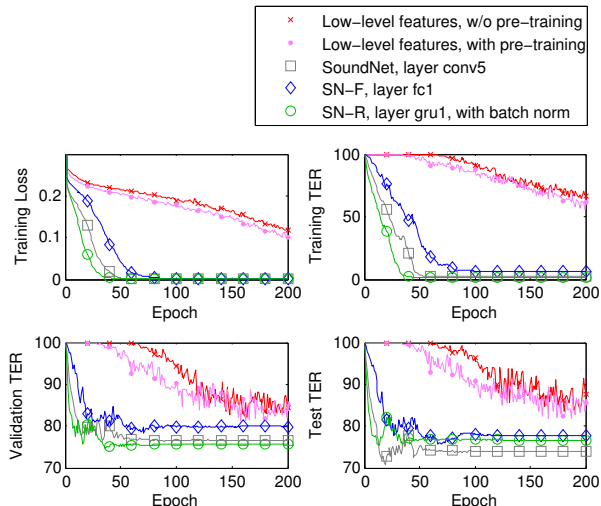 Low-level features, w/o pre-training
Low-level features, with pre-training
SoundNet, layer conv5
SN-F, layer fc1
SN-R, layer gru1, with batch norm
Training Loss
0.2
0.1
0
0 50 100 150 200
Epoch
Training TER
100
50
0
0 50 100 150 200
Epoch
Validation TER
100
90
80
70
0 50 100 150 200
Epoch
Test TER
100
90
80
70
0 50 100 150 200
Epoch